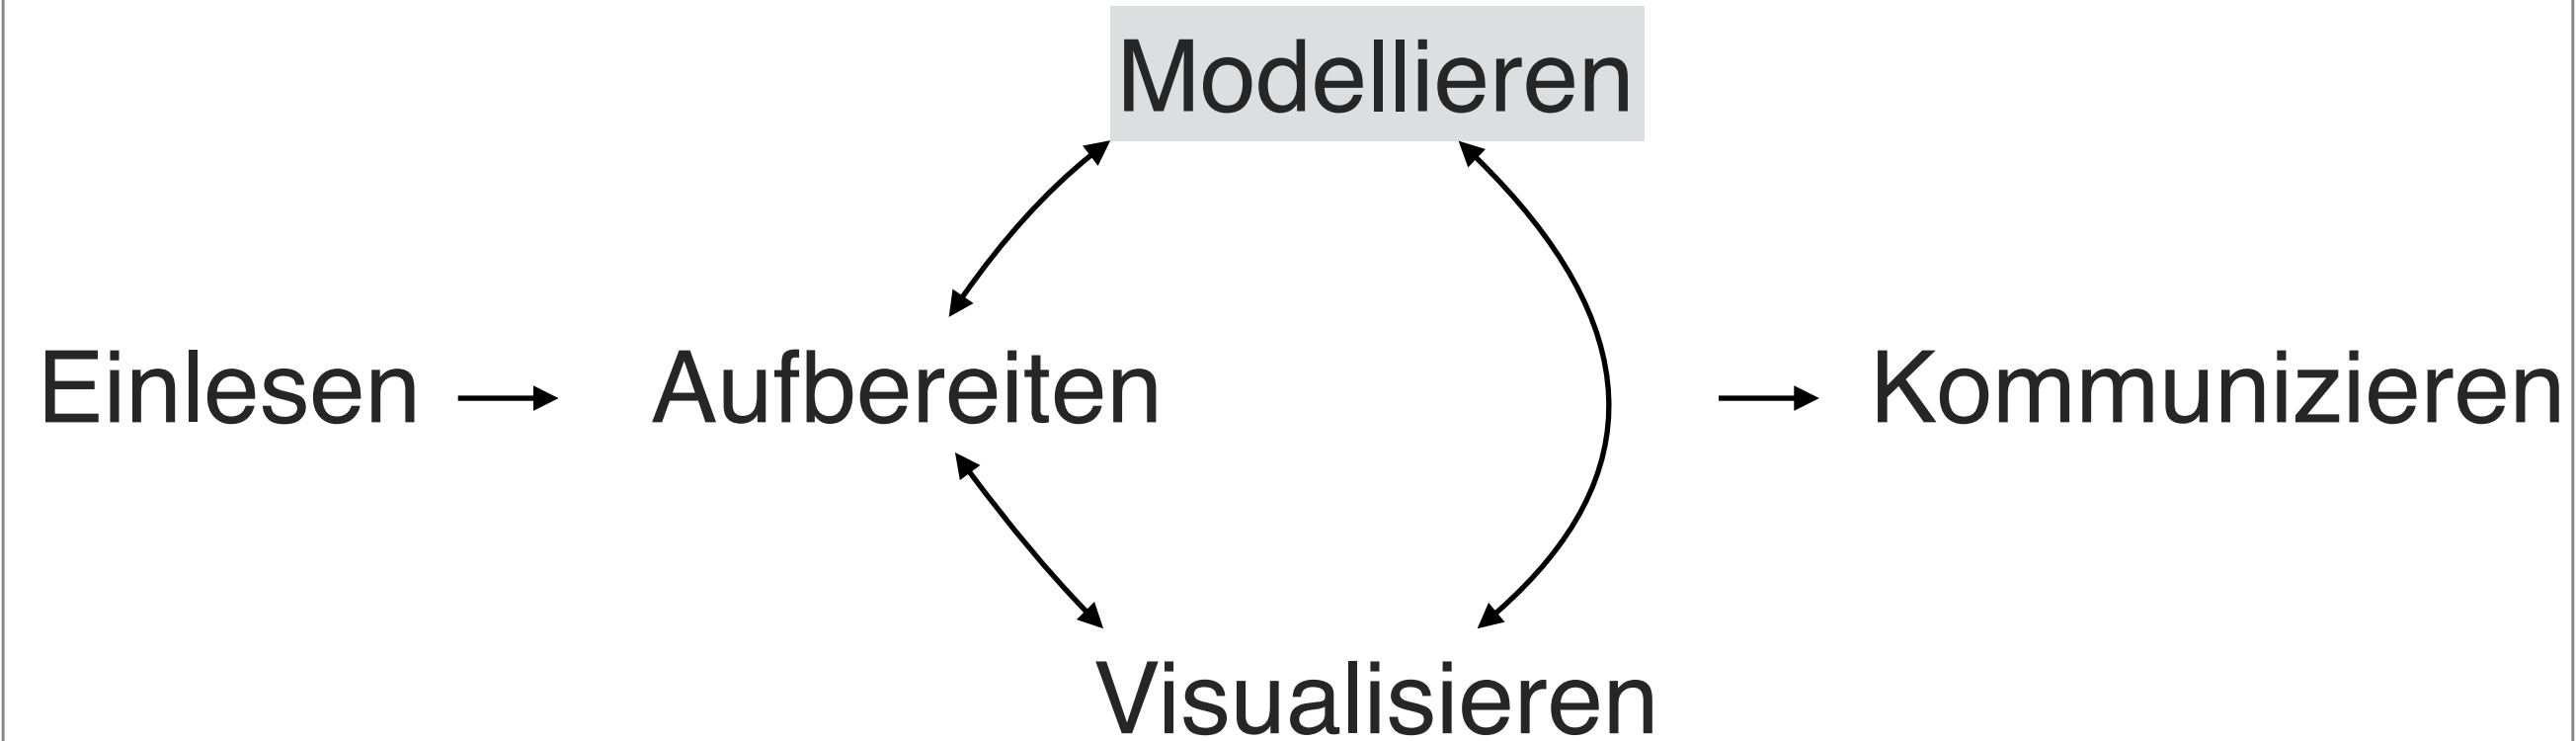 Modellieren
Einlesen
Aufbereiten
Kommunizieren
Visualisieren